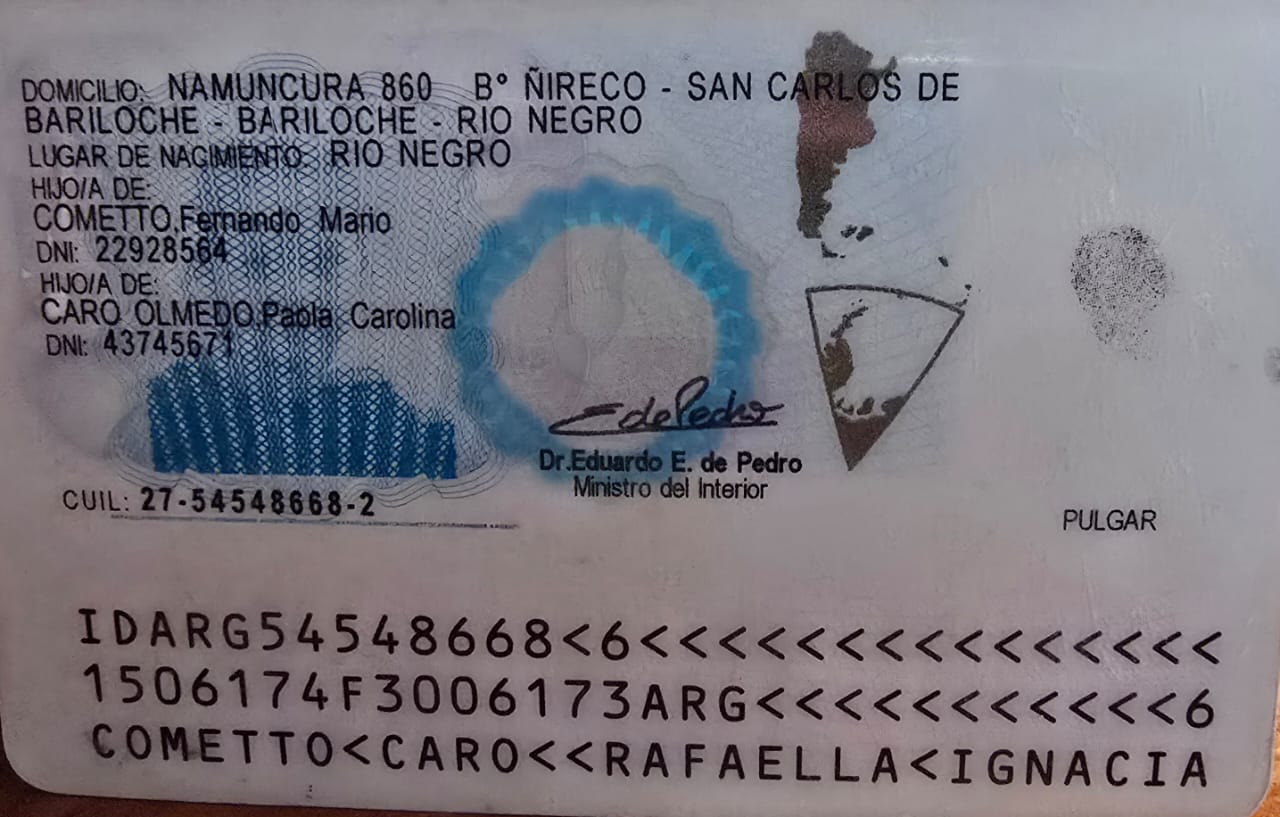 DOMICILIO: NAMUNCURA 860 B° ÑIRECO - SAN CARLOS DE
BARILOCHE - BARILOCHE - RIO NEGRO
LUGAR DE NACIMIENTO: RIO NEGRO
HIJO/A DE:
COMETTO,Fernando Mario
DNI: 22928564
HIJO/A DE:
CARO OLMEDO,Paola Carolina
DNI: 43745671
E de Pedro
Dr.Eduardo E. de Pedro
Ministro del Interior
CUIL: 27-54548668-2
PULGAR
IDARG54548668<6<<<<<<<<<<<<<<<
1506174F3006173ARG<<<<<<<<<<<6
COMETTO<CARO<<RAFAELLA<IGNACIA